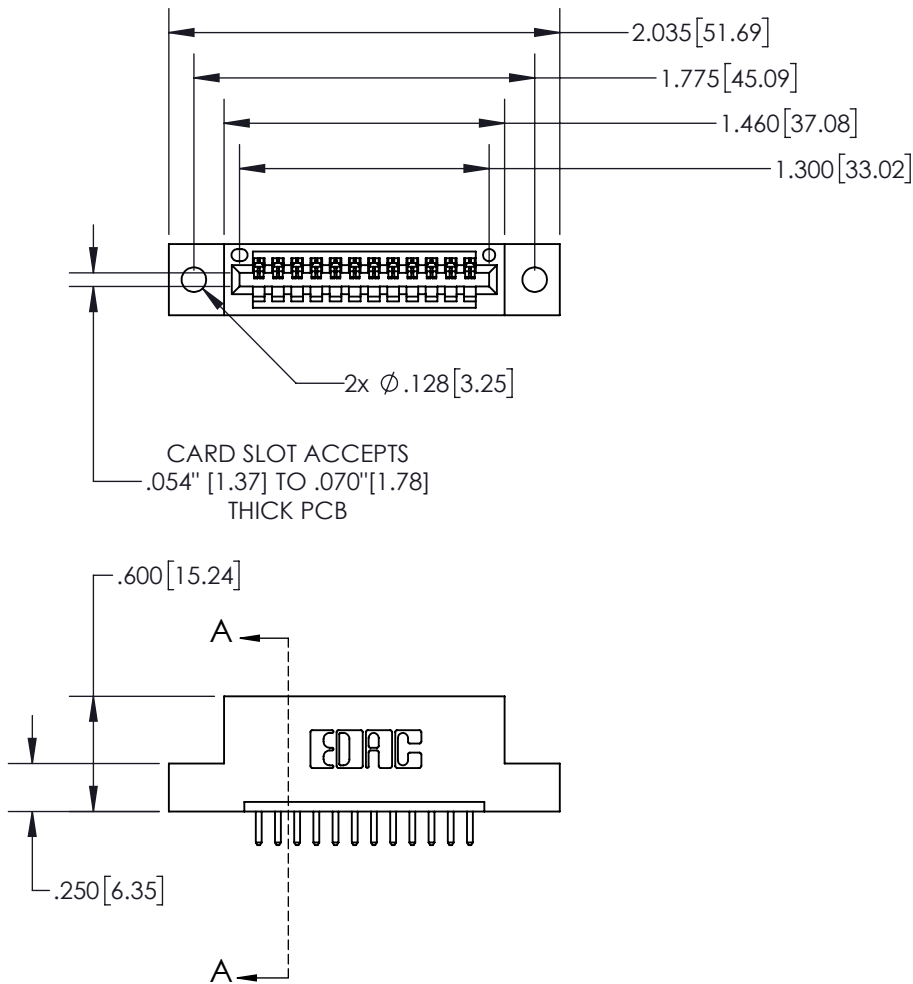 2.035[51.69]
1.775[45.09]
1.460[37.08]
1.300[33.02]
2x ∅.128[3.25]
CARD SLOT ACCEPTS
.054" [1.37] TO .070"[1.78]
THICK PCB
.600[15.24]
A
EDAC
.250[6.35]
A